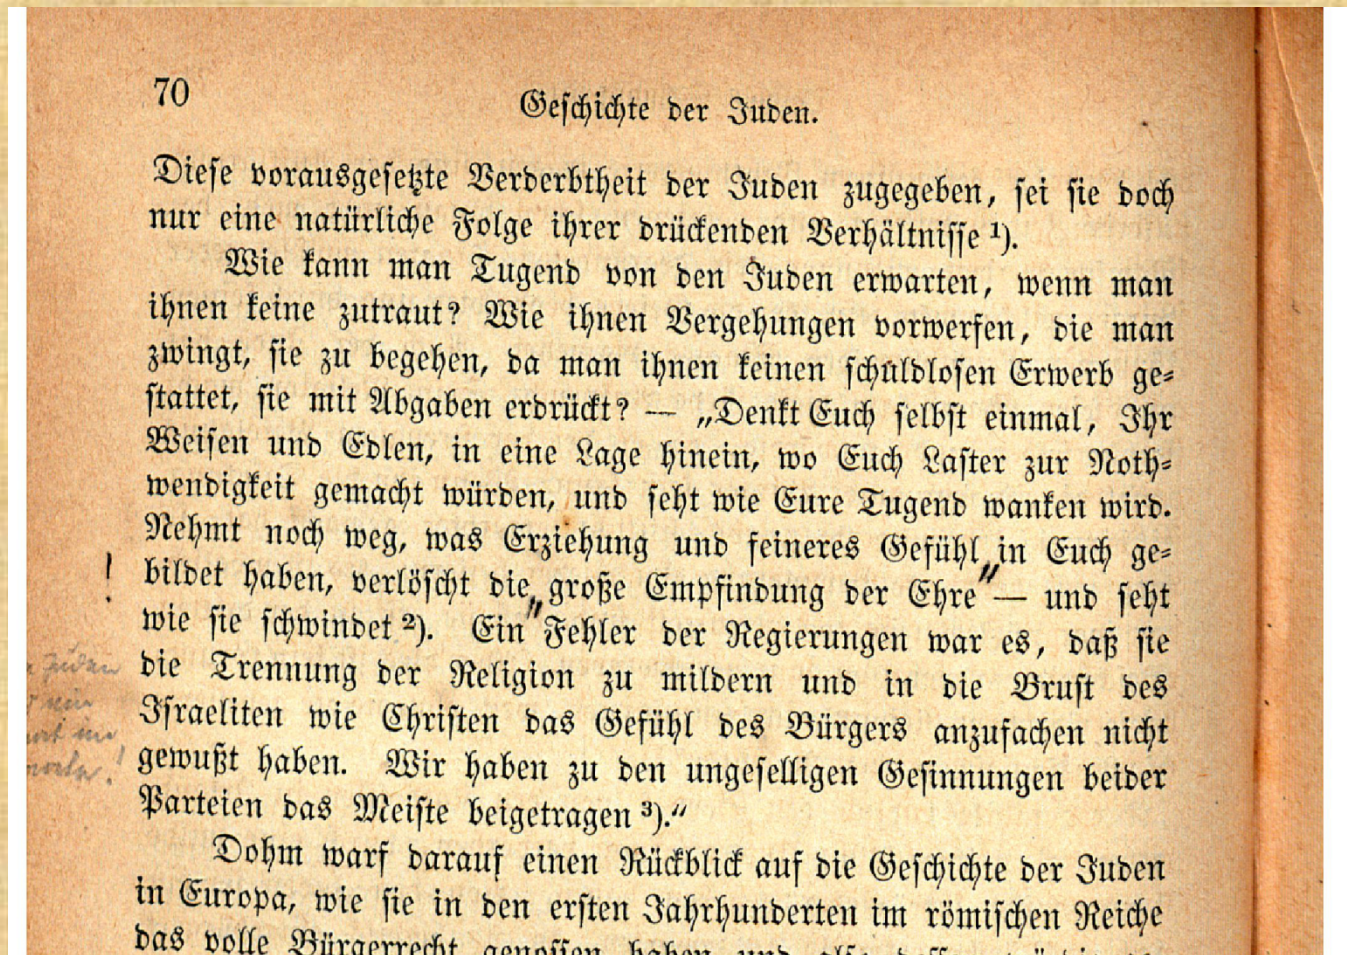 70
Geschichte der Juden.
Diese vorausgesetzte Verderbtheit der Juden zugegeben, sei sie doch
nur eine natürliche Folge ihrer drückenden Verhältnisse ¹).
Wie kann man Tugend von den Juden erwarten, wenn man
ihnen keine zutraut? Wie ihnen Vergehungen vorwerfen, die man
zwingt, sie zu begehen, da man ihnen keinen schuldlosen Erwerb ge-
stattet, sie mit Abgaben erdrückt? — „Denkt Euch selbst einmal, Ihr
Weisen und Edlen, in eine Lage hinein, wo Euch Laster zur Noth-
wendigkeit gemacht würden, und seht wie Eure Tugend wanken wird.
Nehmt noch weg, was Erziehung und feineres Gefühl in Euch ge-
! bildet haben, verlöscht die „große Empfindung der Ehre" — und seht
wie sie schwindet ²). Ein "Fehler der Regierungen war es, daß sie
die Trennung der Religion zu mildern und in die Brust des
Israeliten wie Christen das Gefühl des Bürgers anzufachen nicht
gewußt haben. Wir haben zu den ungeselligen Gesinnungen beider
Parteien das Meiste beigetragen ³).“
Dohm warf darauf einen Rückblick auf die Geschichte der Juden
in Europa, wie sie in den ersten Jahrhunderten im römischen Reiche
das volle Bürgerrecht genossen haben und